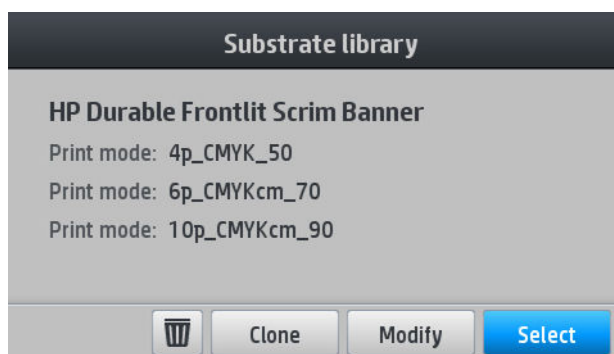 Substrate library
HP Durable Frontlit Scrim Banner
Print mode: 4p_CMYK_50
Print mode: 6p_CMYKcm_70
Print mode: 10p_CMYKcm_90
Clone Modify Select